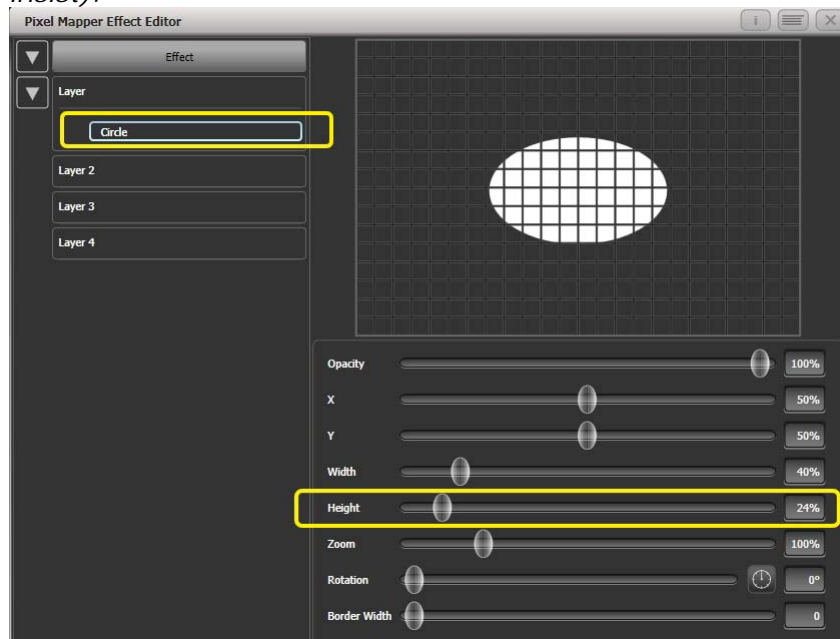 Pixel Mapper Effect Editor
i
X
Effect
Layer
Circle
Layer 2
Layer 3
Layer 4
Opacity 100%
X 50%
Y 50%
Width 40%
Height 24%
Zoom 100%
Rotation 0°
Border Width 0